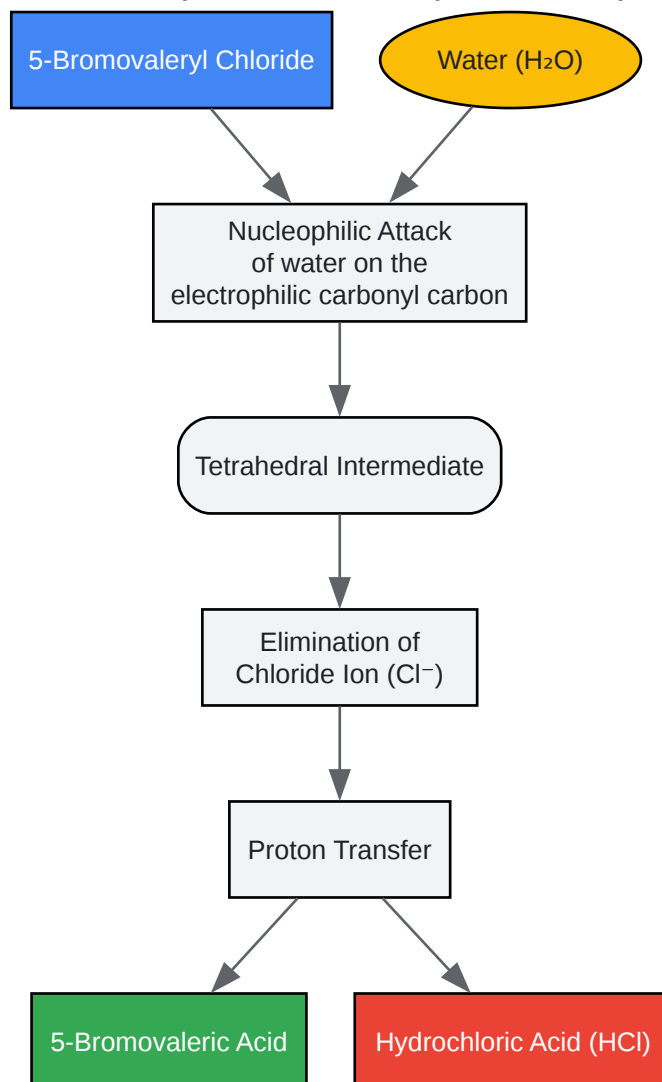 5-Bromovaleryl Chloride
Water (H₂O)
Nucleophilic Attack
of water on the
electrophilic carbonyl carbon
Tetrahedral Intermediate
Elimination of
Chloride Ion (Cl⁻)
Proton Transfer
5-Bromovaleric Acid
Hydrochloric Acid (HCl)